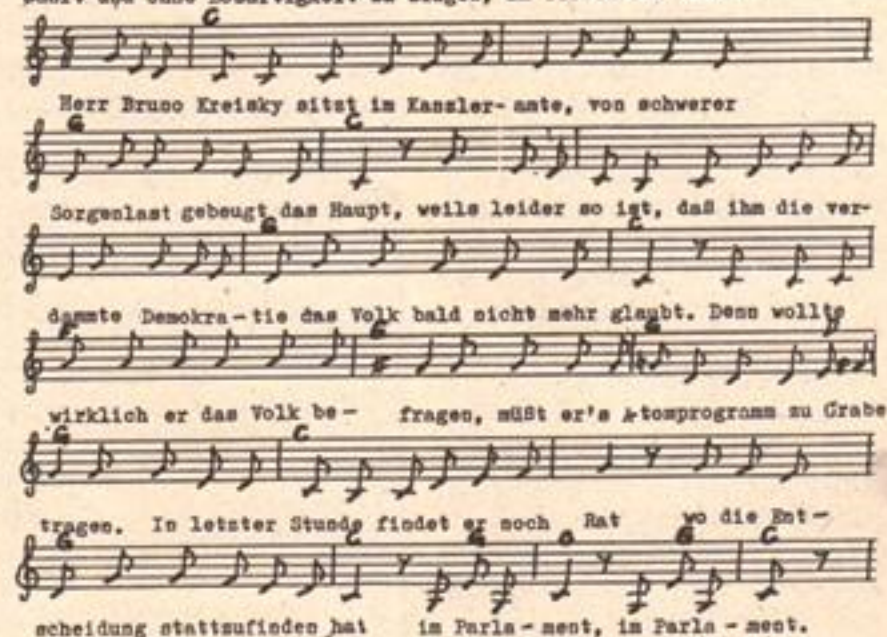 C
Herr Bruno Kreisky sitzt im Kanzler- amte, von schwerer
G C
Sorgenlast gebeugt das Haupt, weils leider so ist, daß ihm die ver-
G C
dammte Demokra-tie das Volk bald nicht mehr glaubt. Denn wollte
F E G
wirklich er das Volk be- fragen, müßt er's Atomprogramm zu Grabe
G C
tragen. In letzter Stunde findet er noch Rat wo die Ent-
G C G G C
scheidung stattzufinden hat im Parla-ment, im Parla-ment.